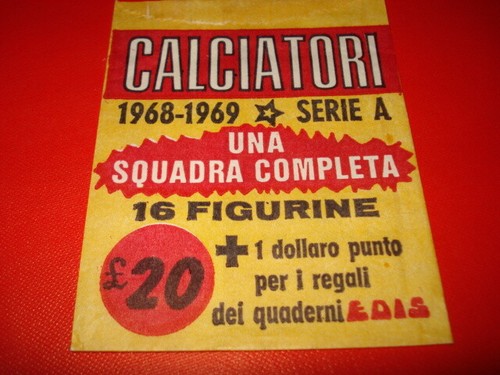 CALCIATORI
1968-1969 ☆ SERIE A
UNA
SQUADRA COMPLETA
16 FIGURINE
£20
+ 1 dollaro punto
per i regali
dei quaderni EDIS